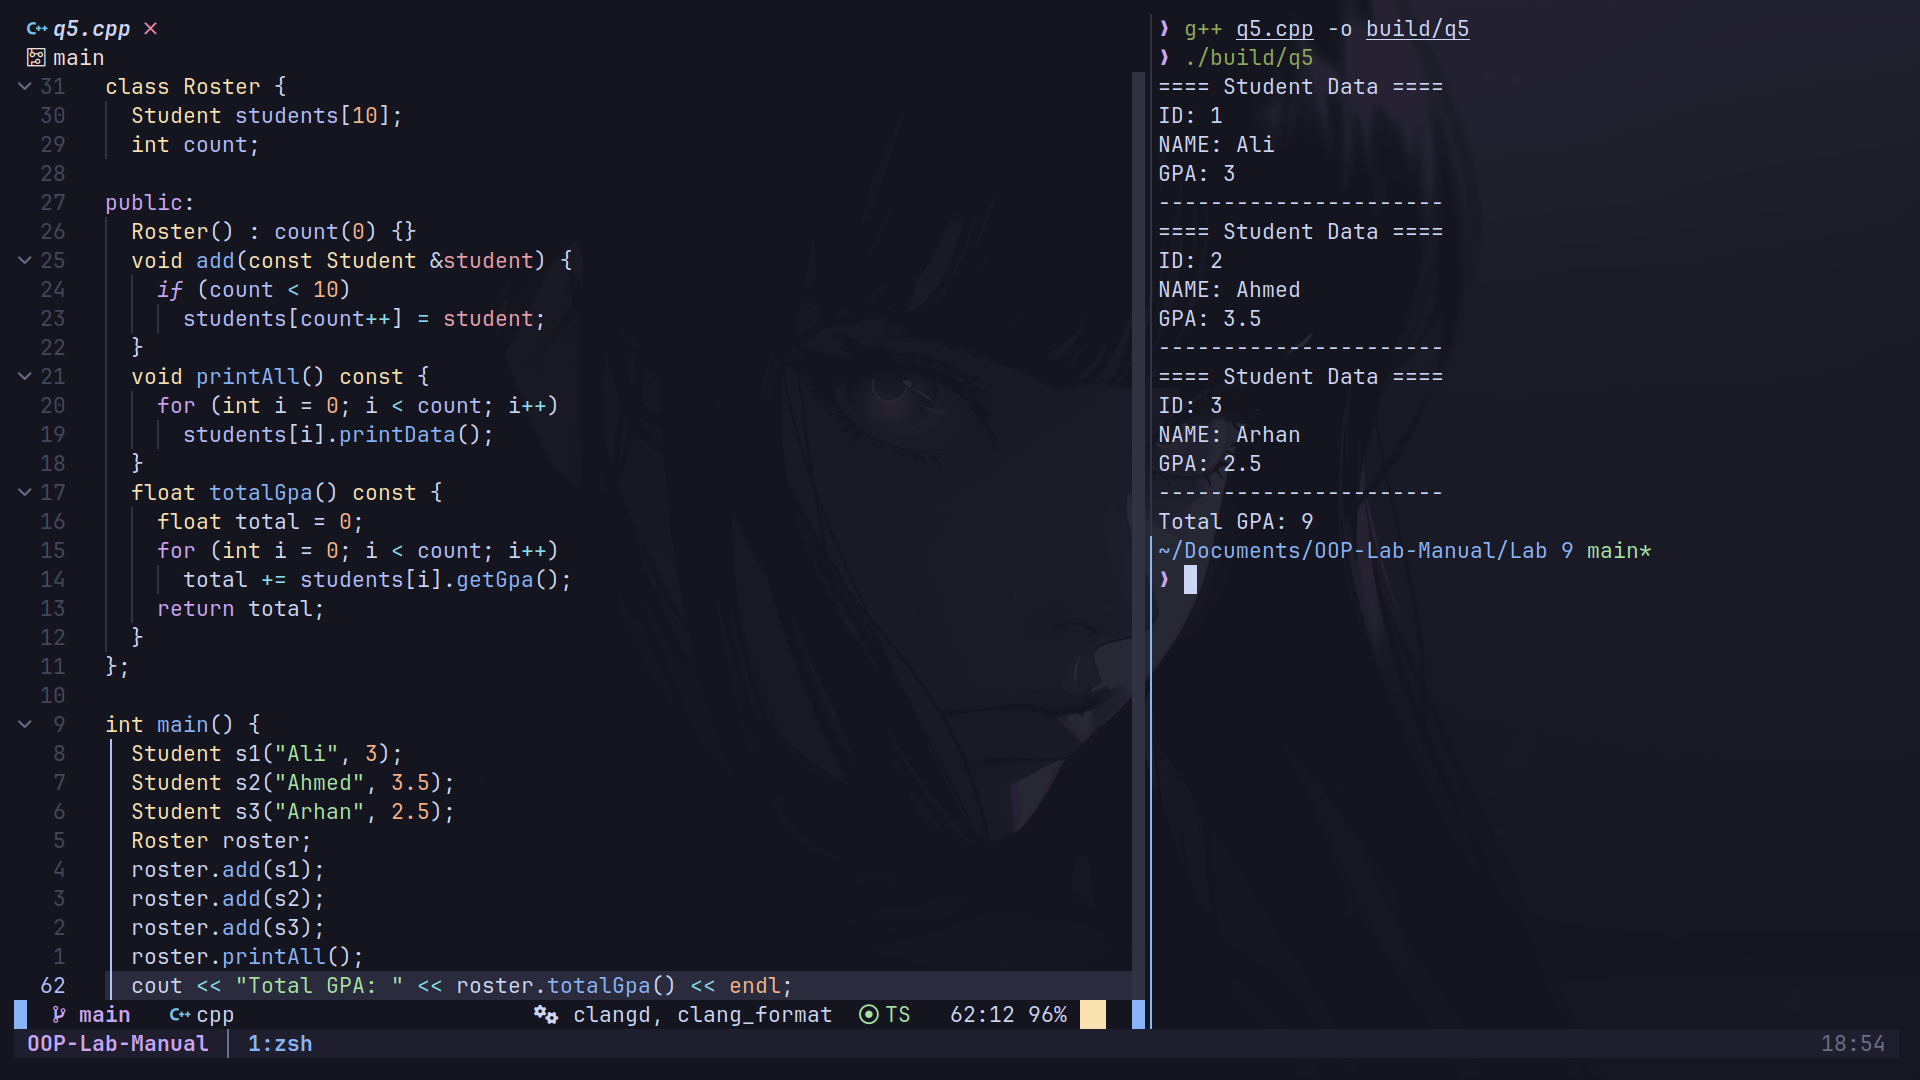 q5.cpp ×
main
31 class Roster {
30 Student students[10];
29 int count;
28
27 public:
26 Roster() : count(0) {}
25 void add(const Student &student) {
24 if (count < 10)
23 students[count++] = student;
22 }
21 void printAll() const {
20 for (int i = 0; i < count; i++)
19 students[i].printData();
18 }
17 float totalGpa() const {
16 float total = 0;
15 for (int i = 0; i < count; i++)
14 total += students[i].getGpa();
13 return total;
12 }
11 };
10
9 int main() {
8 Student s1("Ali", 3);
7 Student s2("Ahmed", 3.5);
6 Student s3("Arhan", 2.5);
5 Roster roster;
4 roster.add(s1);
3 roster.add(s2);
2 roster.add(s3);
1 roster.printAll();
62 cout << "Total GPA: " << roster.totalGpa() << endl;
main C++ cpp clangd, clang_format TS 62:12 96%
❱ g++ q5.cpp -o build/q5
❱ ./build/q5
==== Student Data ====
ID: 1
NAME: Ali
GPA: 3
----------------------
==== Student Data ====
ID: 2
NAME: Ahmed
GPA: 3.5
----------------------
==== Student Data ====
ID: 3
NAME: Arhan
GPA: 2.5
----------------------
Total GPA: 9
~/Documents/OOP-Lab-Manual/Lab 9 main*
❱
OOP-Lab-Manual │ 1:zsh 18:54